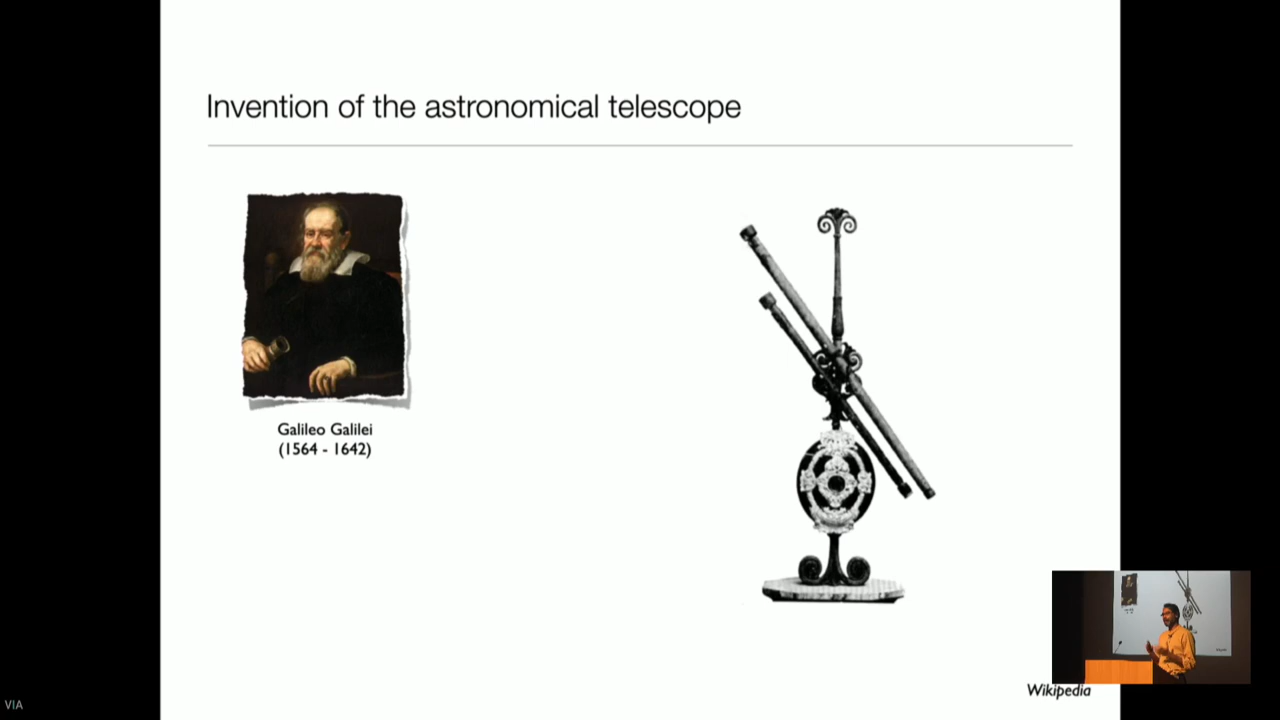 Invention of the astronomical telescope
Galileo Galilei
(1564 - 1642)
Wikipedia
VIA